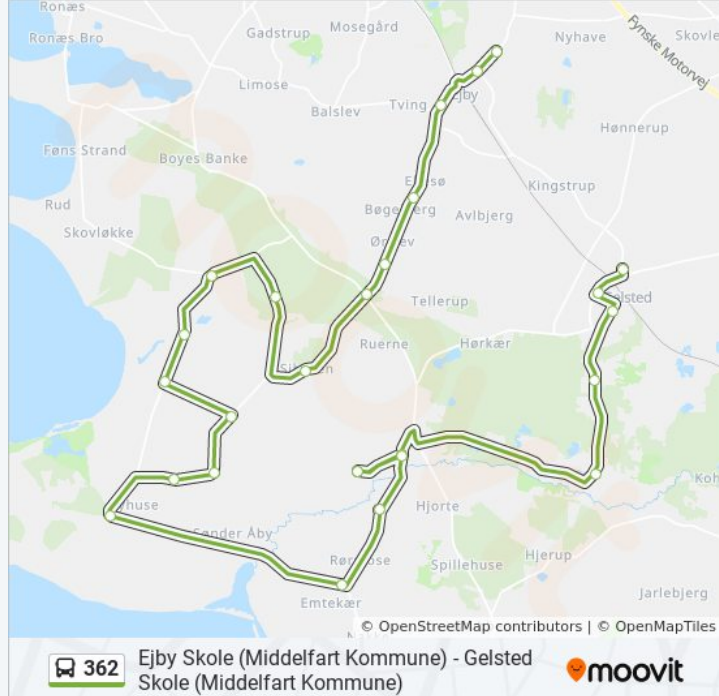 Ronæs
Ronæs Bro
Gadstrup
Mosegård
Nyhave
Skovle
Fynske Motorvej
Limose
Balslev
Tving
Ejby
Hønnerup
Føns Strand
Boyes Banke
Kingstrup
Rud
Avlbjerg
Skovløkke
Tellerup
Gelsted
Ruerne
Hørkær
Hjorte
Koh
Sønder Åby
Spillehuse
Hjerup
Emtekær
Jarlebjerg
© OpenStreetMap contributors | © OpenMapTiles
362
Ejby Skole (Middelfart Kommune) - Gelsted
Skole (Middelfart Kommune)
moovit